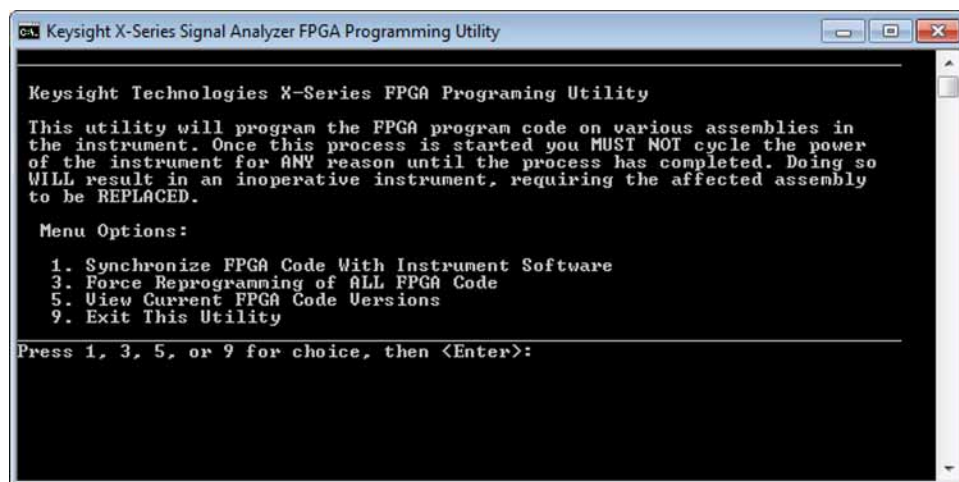 Keysight X-Series Signal Analyzer FPGA Programming Utility
Keysight Technologies X-Series FPGA Programing Utility
This utility will program the FPGA program code on various assemblies in
the instrument. Once this process is started you MUST NOT cycle the power
of the instrument for ANY reason until the process has completed. Doing so
WILL result in an inoperative instrument, requiring the affected assembly
to be REPLACED.
Menu Options:
1. Synchronize FPGA Code With Instrument Software
3. Force Reprogramming of ALL FPGA Code
5. View Current FPGA Code Versions
9. Exit This Utility
Press 1, 3, 5, or 9 for choice, then <Enter>: